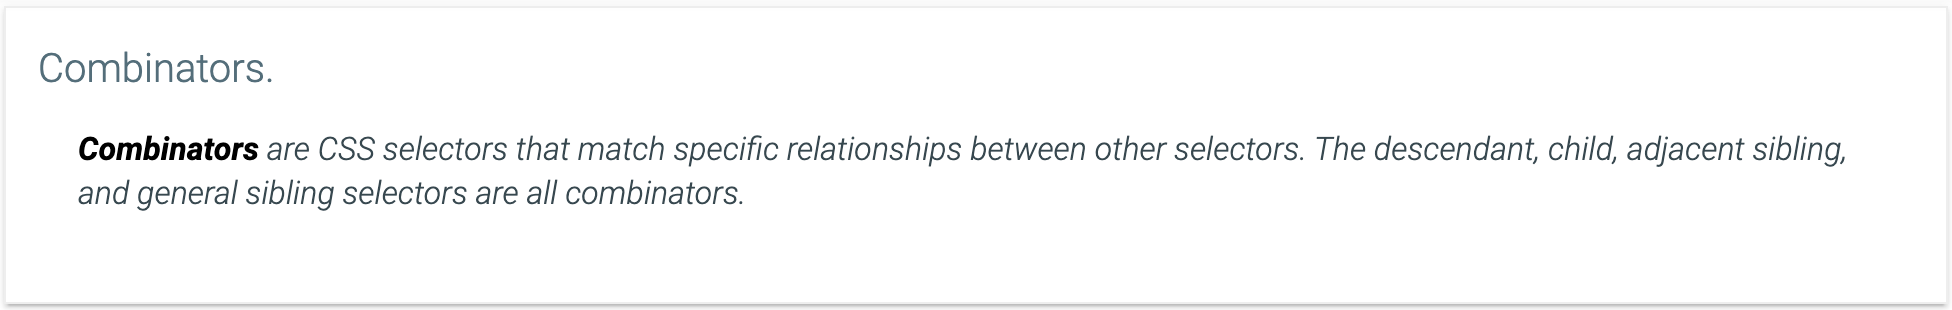 Combinators.
Combinators are CSS selectors that match specific relationships between other selectors. The descendant, child, adjacent sibling,
and general sibling selectors are all combinators.